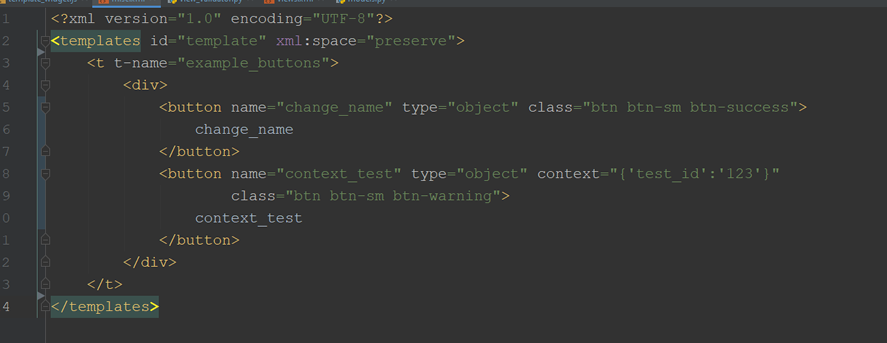 1 <?xml version="1.0" encoding="UTF-8"?>
2 <templates id="template" xml:space="preserve">
3     <t t-name="example_buttons">
4         <div>
5             <button name="change_name" type="object" class="btn btn-sm btn-success">
6                 change_name
7             </button>
8             <button name="context_test" type="object" context="{'test_id':'123'}"
9                     class="btn btn-sm btn-warning">
0                 context_test
1             </button>
2         </div>
3     </t>
4 </templates>